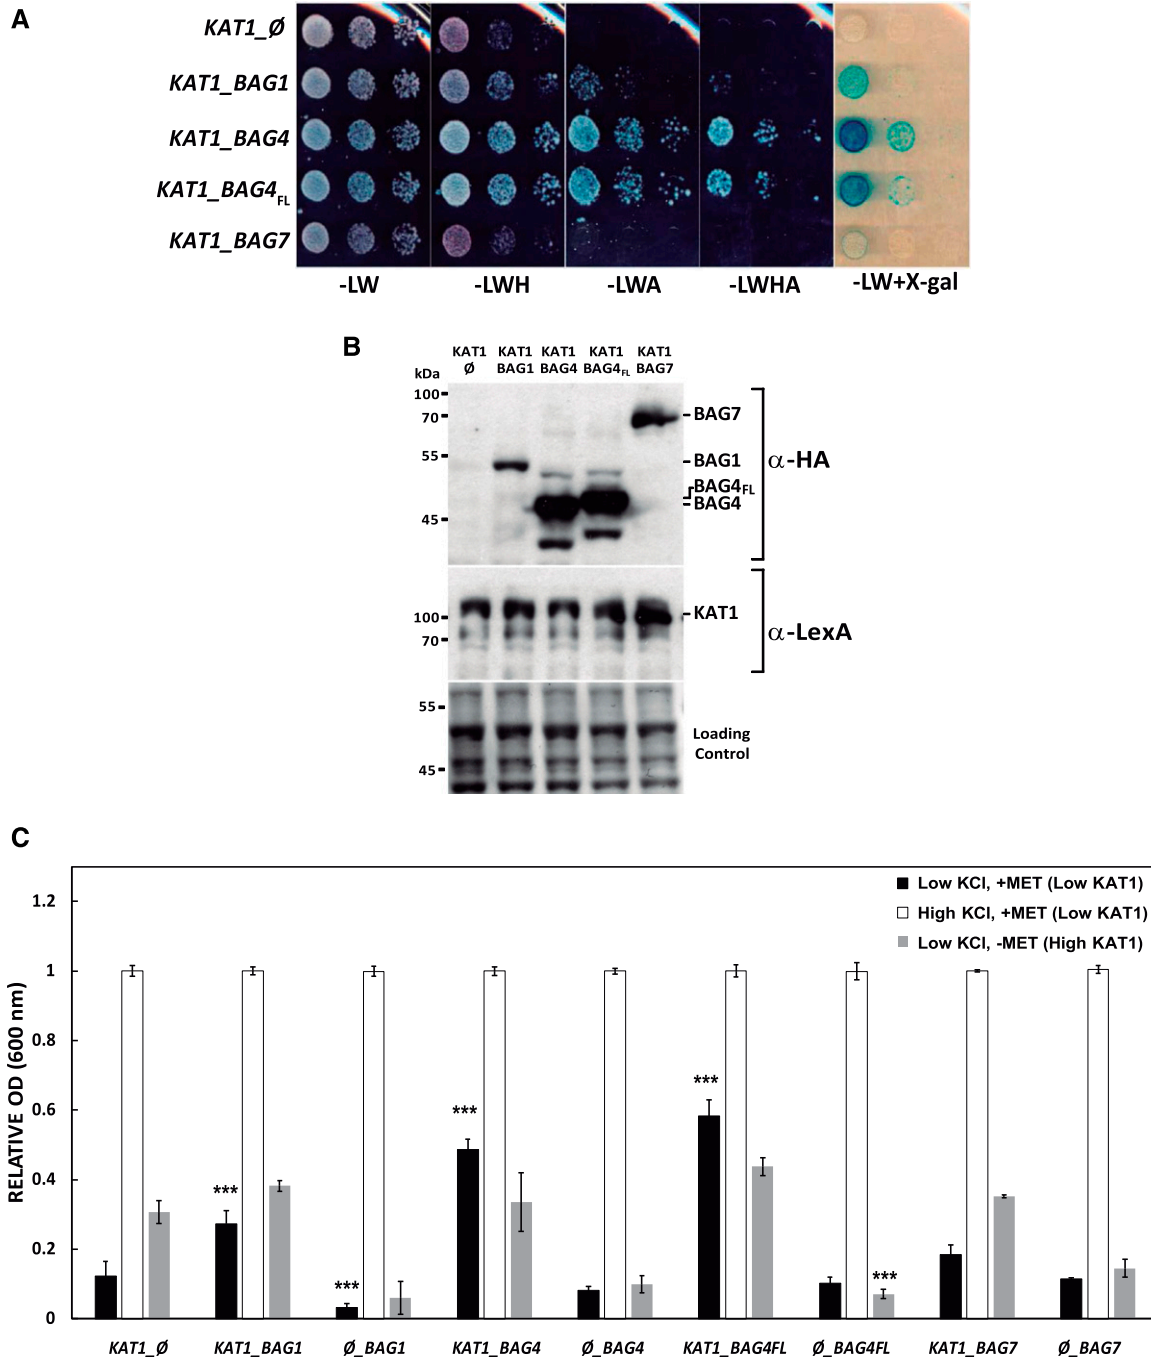 A
KAT1_Ø
KAT1_BAG1
KAT1_BAG4
KAT1_BAG4FL
KAT1_BAG7
-LW -LWH -LWA -LWHA -LW+X-gal
B
KAT1 KAT1 KAT1 KAT1 KAT1
Ø BAG1 BAG4 BAG4FL BAG7
kDa
100
70
55
45
BAG7
BAG1
BAG4FL
BAG4
α-HA
100
70
KAT1
α-LexA
55
45
Loading
Control
C
Low KCl, +MET (Low KAT1)
High KCl, +MET (Low KAT1)
Low KCl, -MET (High KAT1)
RELATIVE OD (600 nm)
1.2
1
0.8
0.6
0.4
0.2
0
*** *** *** *** ***
KAT1_Ø KAT1_BAG1 Ø_BAG1 KAT1_BAG4 Ø_BAG4 KAT1_BAG4FL Ø_BAG4FL KAT1_BAG7 Ø_BAG7